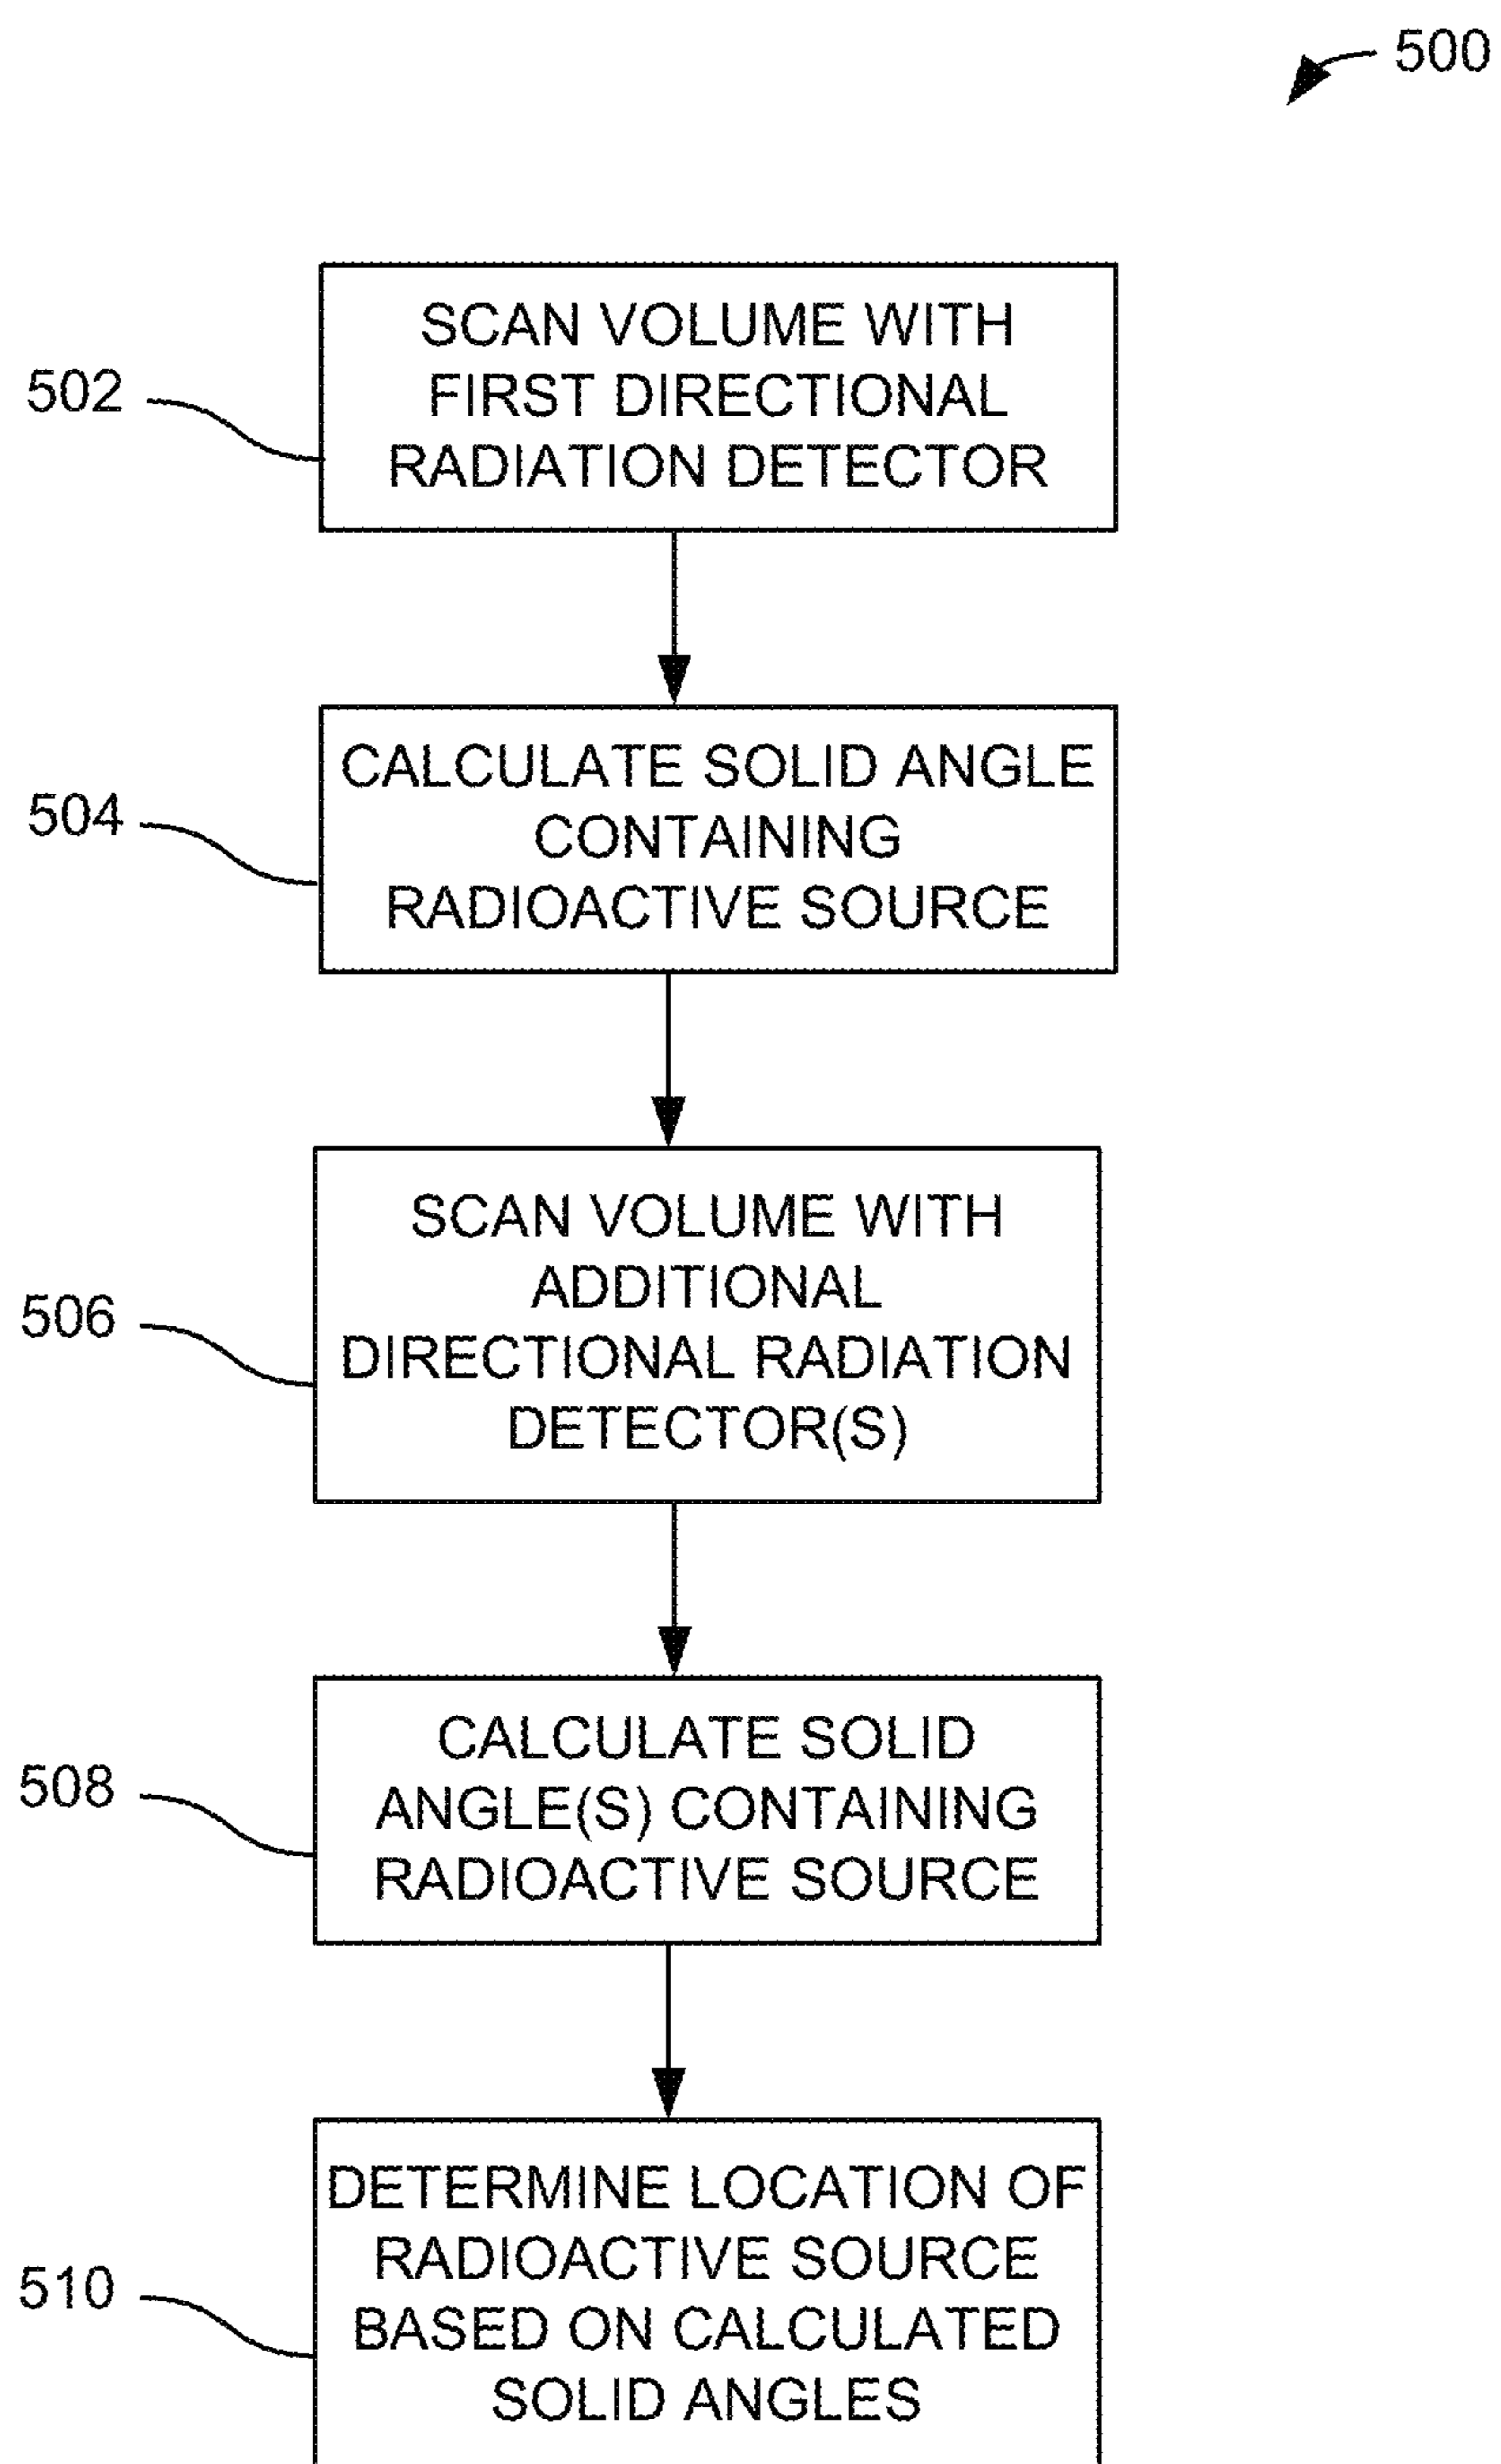 500
502
SCAN VOLUME WITH
FIRST DIRECTIONAL
RADIATION DETECTOR
504
CALCULATE SOLID ANGLE
CONTAINING
RADIOACTIVE SOURCE
506
SCAN VOLUME WITH
ADDITIONAL
DIRECTIONAL RADIATION
DETECTOR(S)
508
CALCULATE SOLID
ANGLE(S) CONTAINING
RADIOACTIVE SOURCE
510
DETERMINE LOCATION OF
RADIOACTIVE SOURCE
BASED ON CALCULATED
SOLID ANGLES